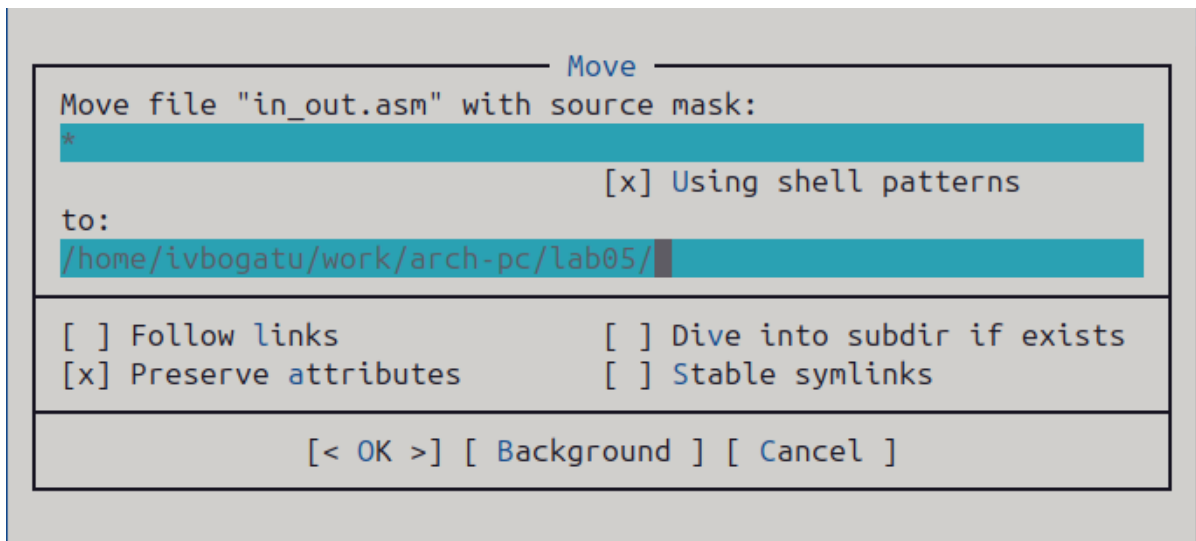 Move
Move file "in_out.asm" with source mask:
*
[x] Using shell patterns
to:
/home/ivbogatu/work/arch-pc/lab05/
[ ] Follow links [ ] Dive into subdir if exists
[x] Preserve attributes [ ] Stable symlinks
[< OK >] [ Background ] [ Cancel ]